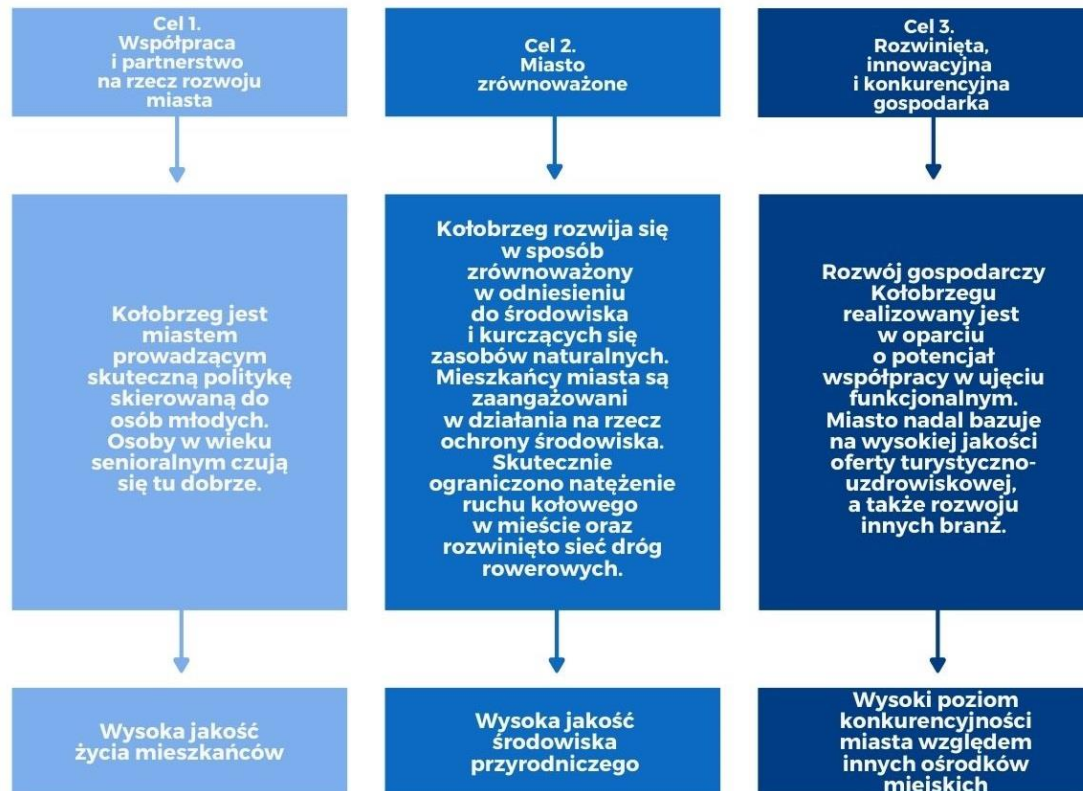 Cel 1.
Współpraca
i partnerstwo
na rzecz rozwoju
miasta
Kołobrzeg jest
miastem
prowadzącym
skuteczną politykę
skierowaną do
osób młodych.
Osoby w wieku
senioralnym czują
się tu dobrze.
Wysoka jakość
życia mieszkańców
Cel 2.
Miasto
zrównoważone
Kołobrzeg rozwija się
w sposób
zrównoważony
w odniesieniu
do środowiska
i kurczących się
zasobów naturalnych.
Mieszkańcy miasta są
zaangażowani
w działania na rzecz
ochrony środowiska.
Skutecznie
ograniczono natężenie
ruchu kołowego
w mieście oraz
rozwinięto sieć dróg
rowerowych.
Wysoka jakość
środowiska
przyrodniczego
Cel 3.
Rozwinięta,
innowacyjna
i konkurencyjna
gospodarka
Rozwój gospodarczy
Kołobrzegu
realizowany jest
w oparciu
o potencjał
współpracy w ujęciu
funkcjonalnym.
Miasto nadal bazuje
na wysokiej jakości
oferty turystyczno-
uzdrowiskowej,
a także rozwoju
innych branż.
Wysoki poziom
konkurencyjności
miasta względem
innych ośrodków
miejskich